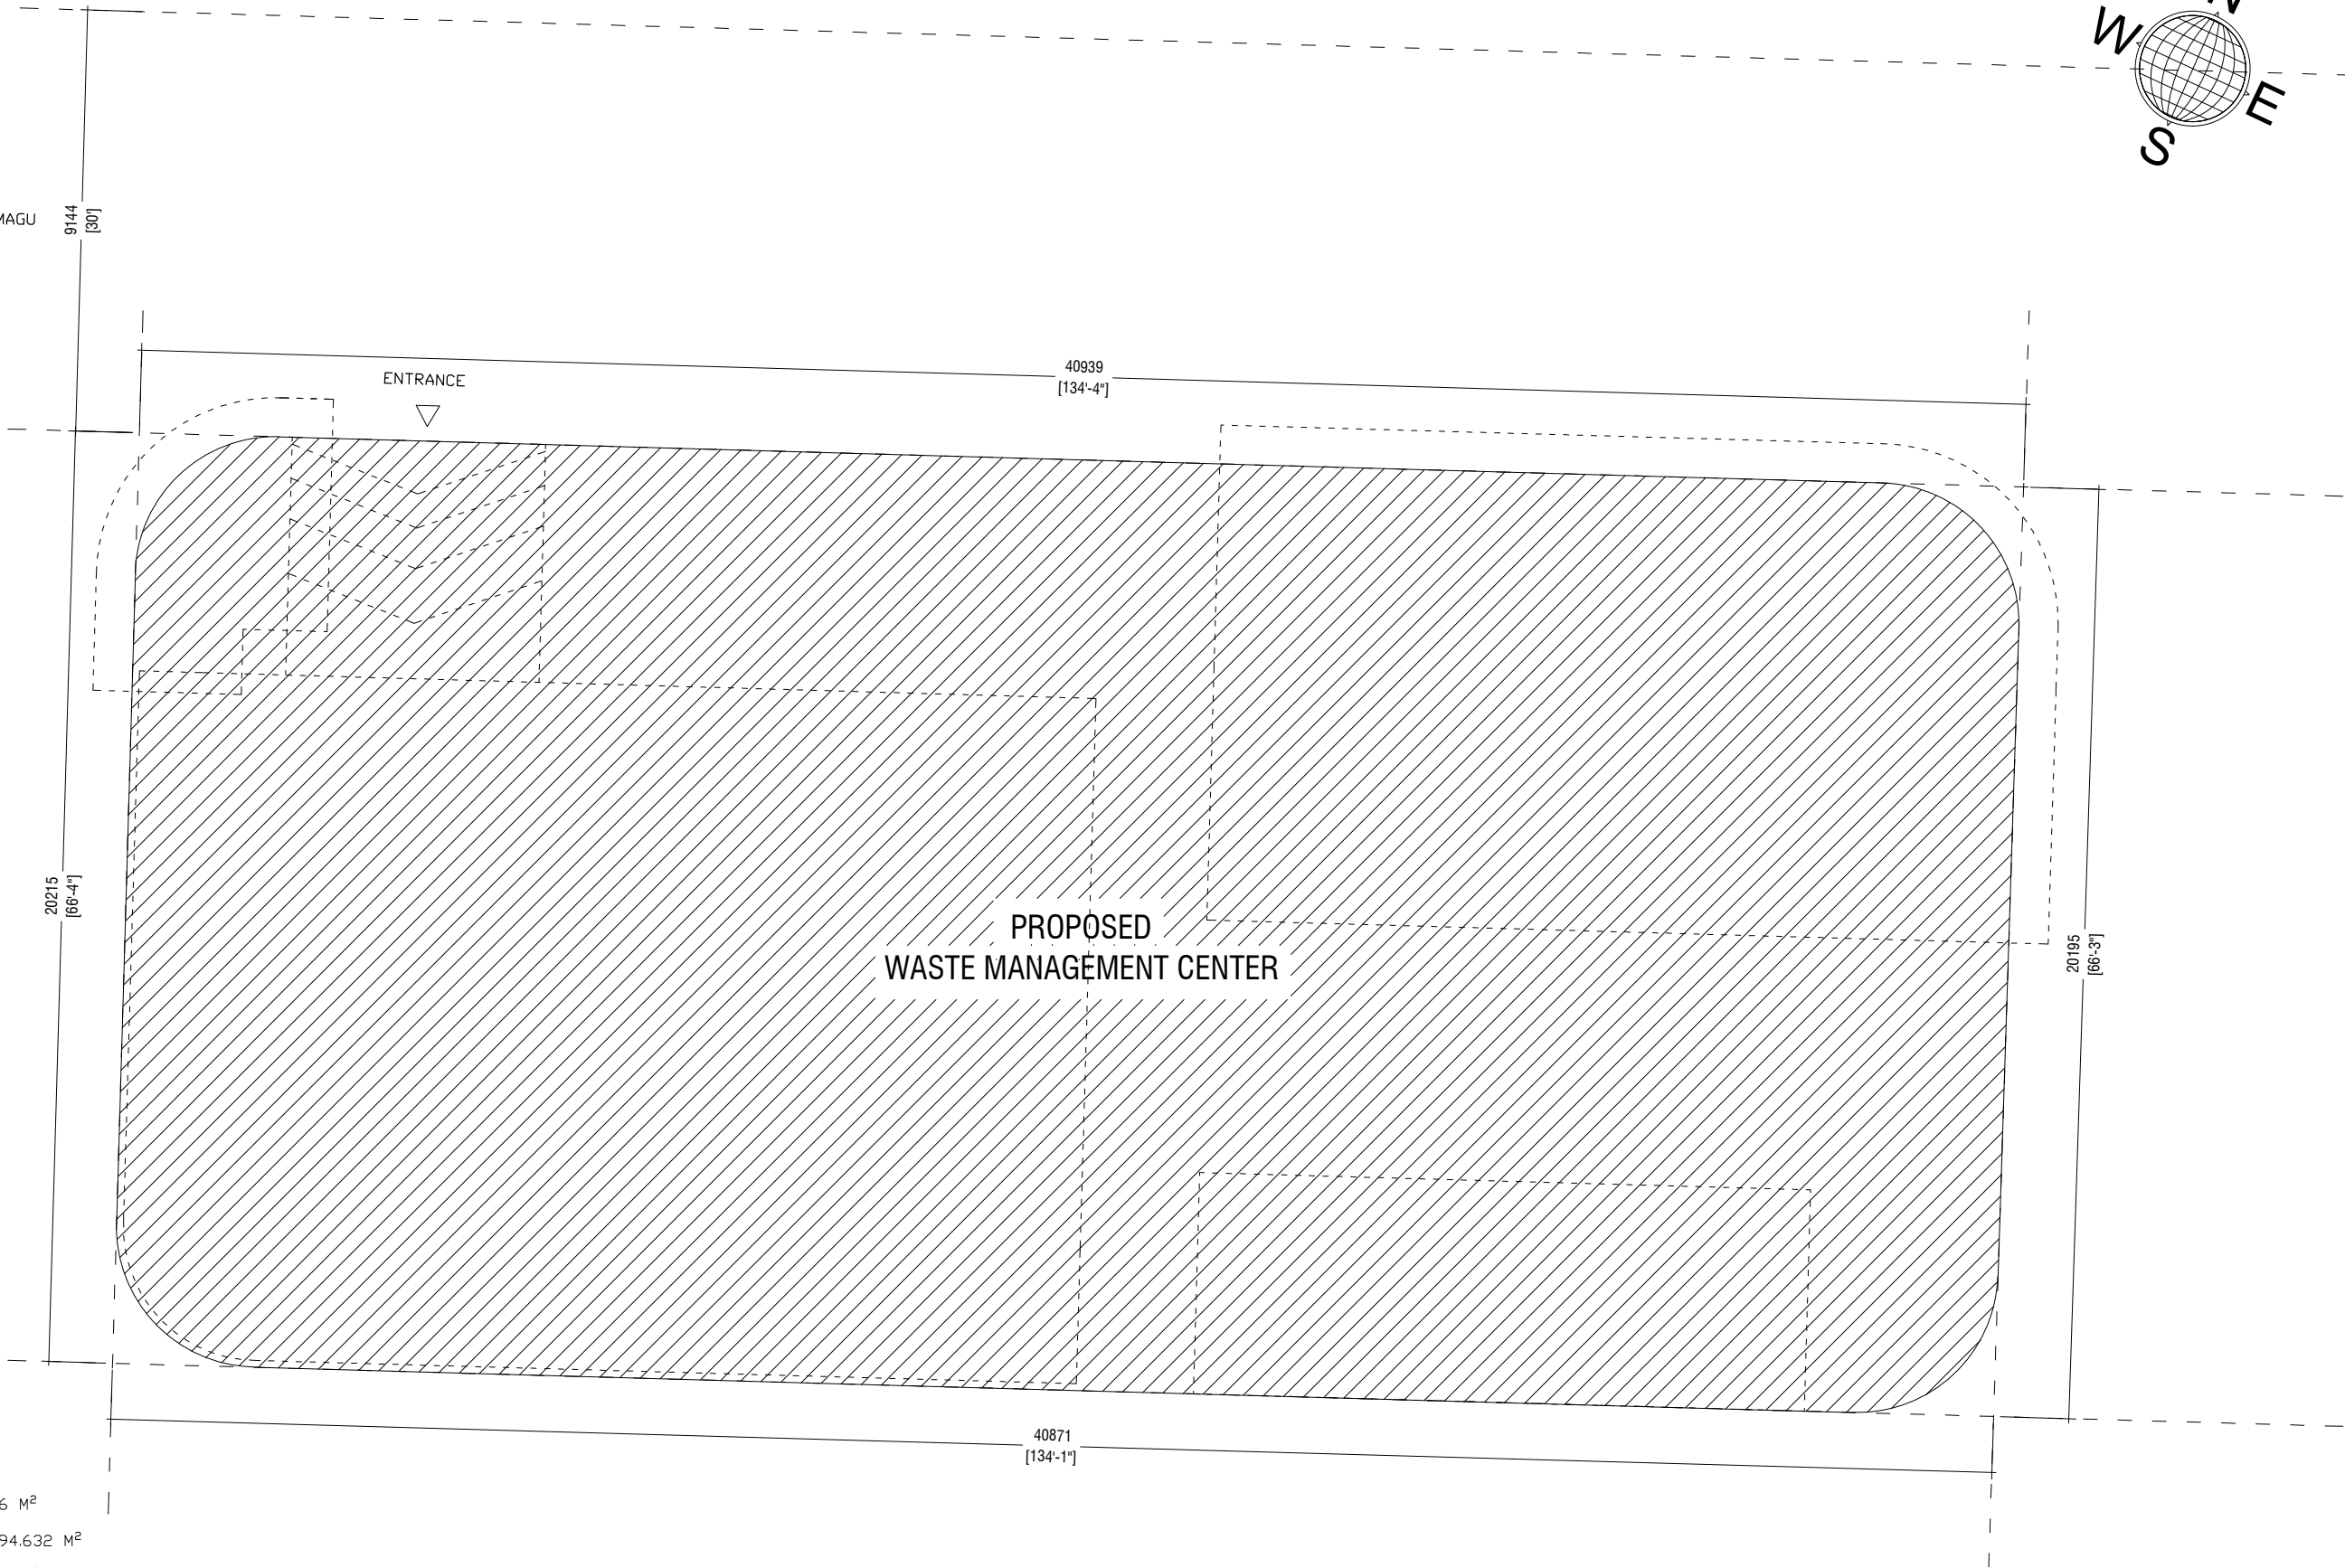 N
W
E
S
MAGU
9144
[30']
40939
[134'-4"]
ENTRANCE
20215
[66'-4"]
PROPOSED
WASTE MANAGEMENT CENTER
20195
[66'-3"]
40871
[134'-1"]
6 M²
94.632 M²